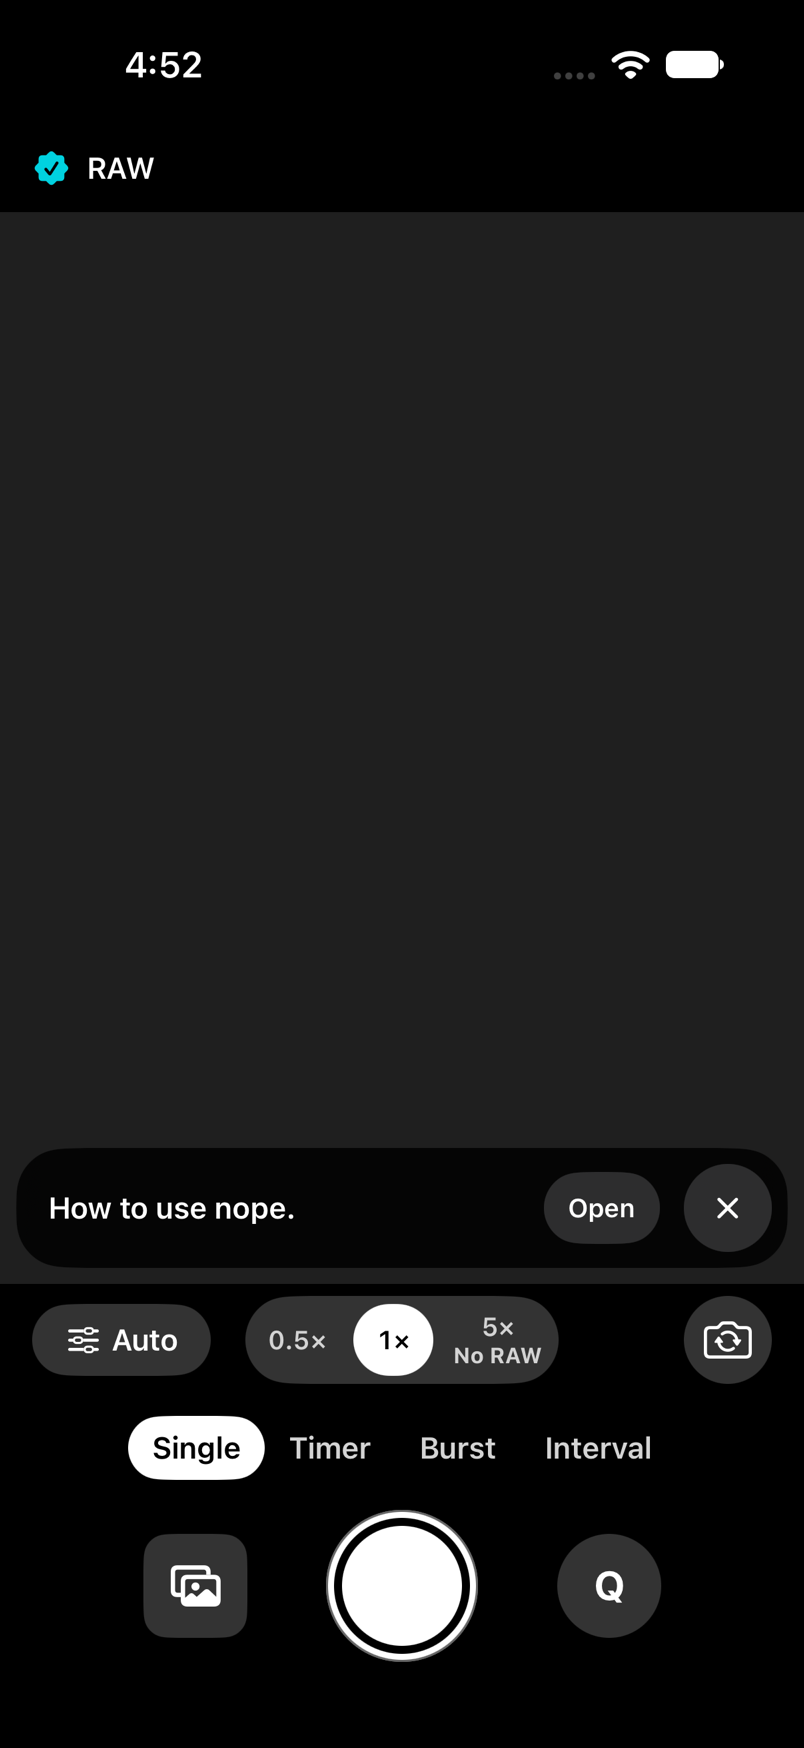 4:52
RAW
How to use nope.
Open
Auto
0.5×
1×
5×
No RAW
Single
Timer
Burst
Interval
Q